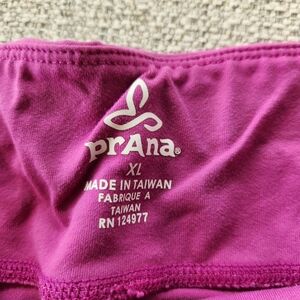 prAna®
XL
MADE IN TAIWAN
FABRIQUE A
TAIWAN
RN 124977